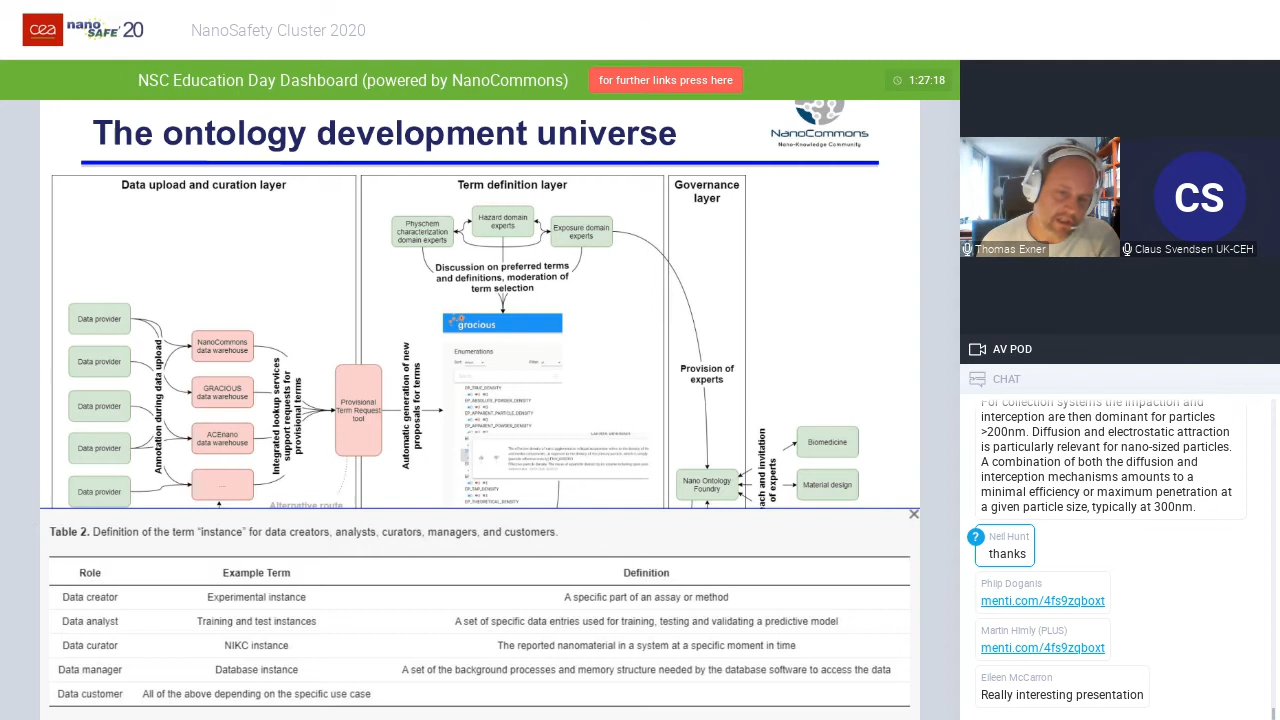 cea nano SAFE' 20
NanoSafety Cluster 2020
NSC Education Day Dashboard (powered by NanoCommons)
for further links press here
1:27:18
The ontology development universe
NanoCommons
Nano-Knowledge Community
Data upload and curation layer
Term definition layer
Governance
layer
Physchem
characterization
domain experts
Hazard domain
experts
Exposure domain
experts
Discussion on preferred terms
and definitions, moderation of
term selection
gracious
Enumerations
Data provider
Data provider
Data provider
Data provider
Data provider
Annotation during data upload
NanoCommons
data warehouse
GRACIOUS
data warehouse
ACEnano
data warehouse
...
Integrated lookup services
support requests for
provisional terms
Provisional
Term Request
tool
Automatic generation of new
proposals for terms
Alternative route
EP_TRUE_DENSITY
EP_ABSOLUTE_POWDER_DENSITY
EP_APPARENT_PARTICLE_DENSITY
EP_APPARENT_POWDER_DENSITY
EP_TAP_DENSITY
EP_THEORETICAL_DENSITY
Provision of
experts
Nano Ontology
Foundry
and invitation
of experts
Biomedicine
Material design
Table 2. Definition of the term "instance" for data creators, analysts, curators, managers, and customers.
Role Example Term Definition
Data creator Experimental instance A specific part of an assay or method
Data analyst Training and test instances A set of specific data entries used for training, testing and validating a predictive model
Data curator NIKC instance The reported nanomaterial in a system at a specific moment in time
Data manager Database instance A set of the background processes and memory structure needed by the database software to access the data
Data customer All of the above depending on the specific use case
CS
Thomas Exner
Claus Svendsen UK-CEH
AV POD
CHAT
For collection systems the impaction and
interception are then dominant for particles
>200nm. Diffusion and electrostatic attraction
is particularly relevant for nano-sized particles.
A combination of both the diffusion and
interception mechanisms amounts to a
minimal efficiency or maximum penetration at
a given particle size, typically at 300nm.
? Neil Hunt
thanks
Philp Doganis
menti.com/4fs9zqboxt
Martin Himly (PLUS)
menti.com/4fs9zqboxt
Eileen McCarron
Really interesting presentation